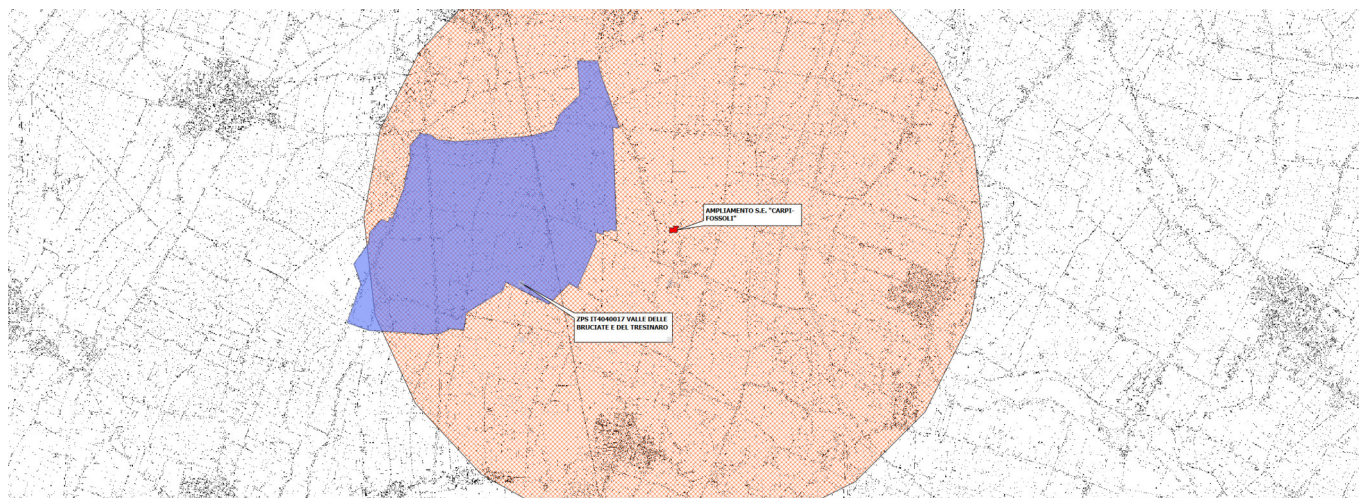 AMPLIAMENTO S.E. "CARPI-
FOSSOLI"
ZPS IT4040017 VALLE DELLE
BRUCIATE E DEL TRESINARO